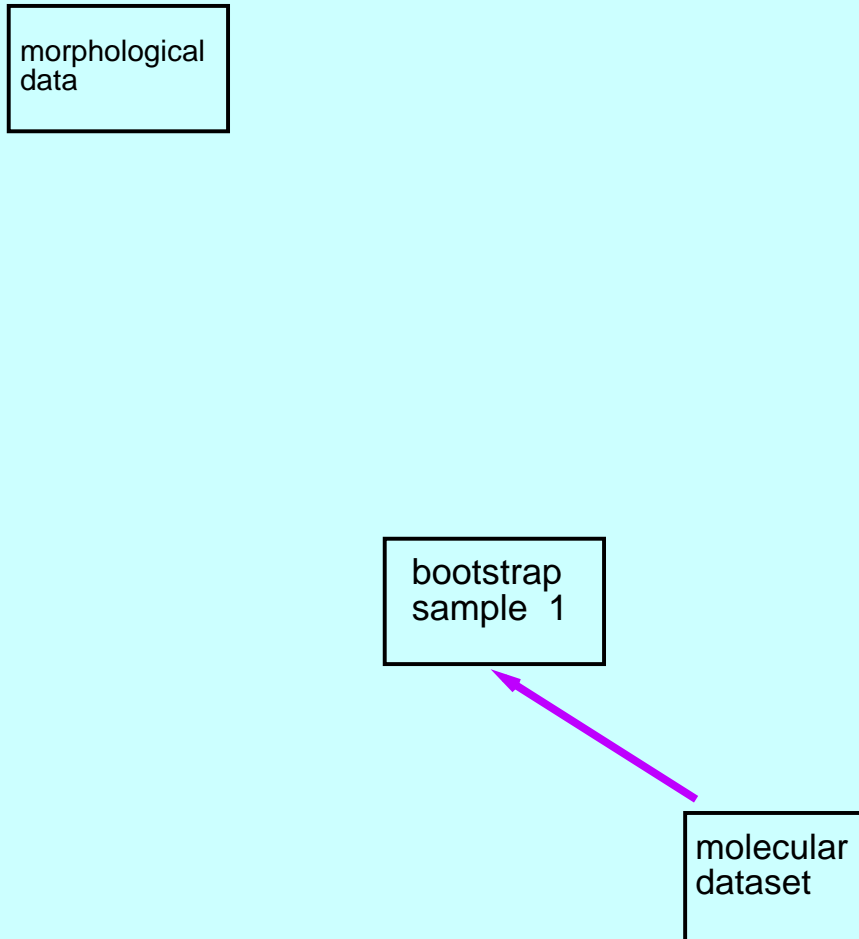 morphological
data
bootstrap
sample 1
molecular
dataset